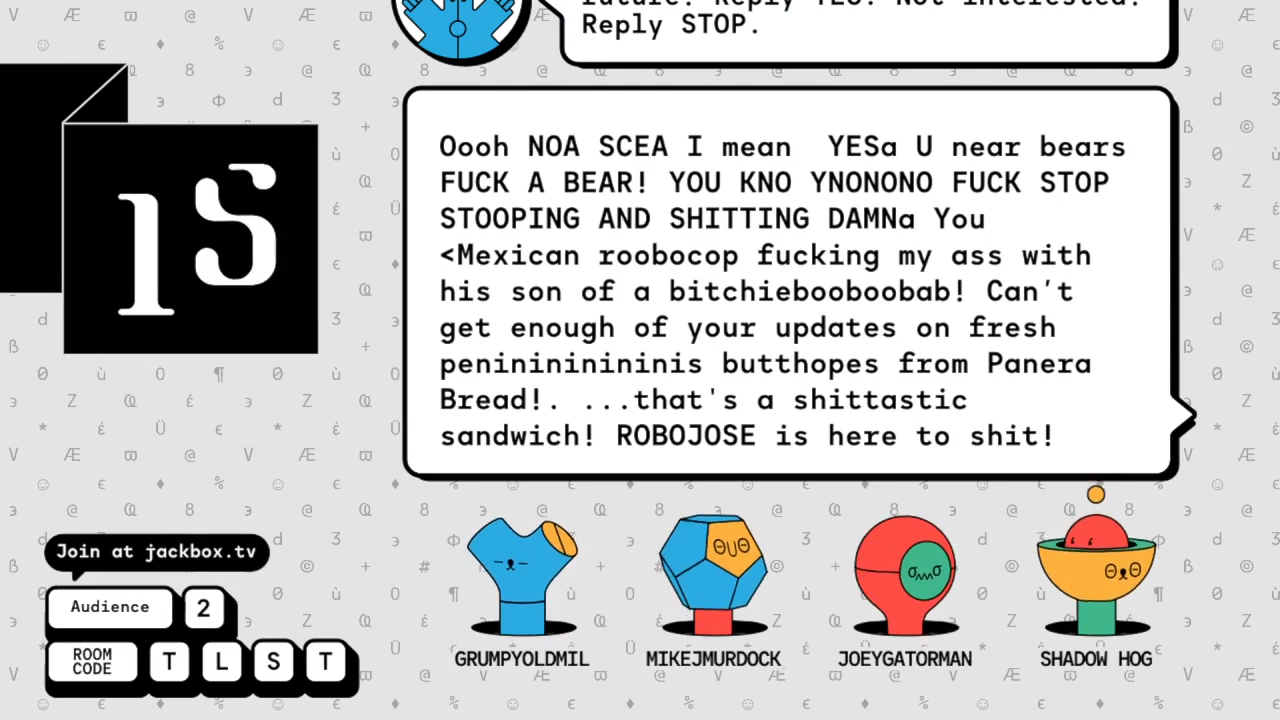 future! Reply YES! Not interested?
Reply STOP.
Oooh NOA SCEA I mean  YESa U near bears
FUCK A BEAR! YOU KNO YNONONO FUCK STOP
STOOPING AND SHITTING DAMNa You
<Mexican roobocop fucking my ass with
his son of a bitchiebooboobab! Can't
get enough of your updates on fresh
peninininininis butthopes from Panera
Bread!. ...that's a shittastic
sandwich! ROBOJOSE is here to shit!
is
Join at jackbox.tv
Audience 2
ROOM CODE T L S T
GRUMPYOLDMIL MIKEJMURDOCK JOEYGATORMAN SHADOW HOG